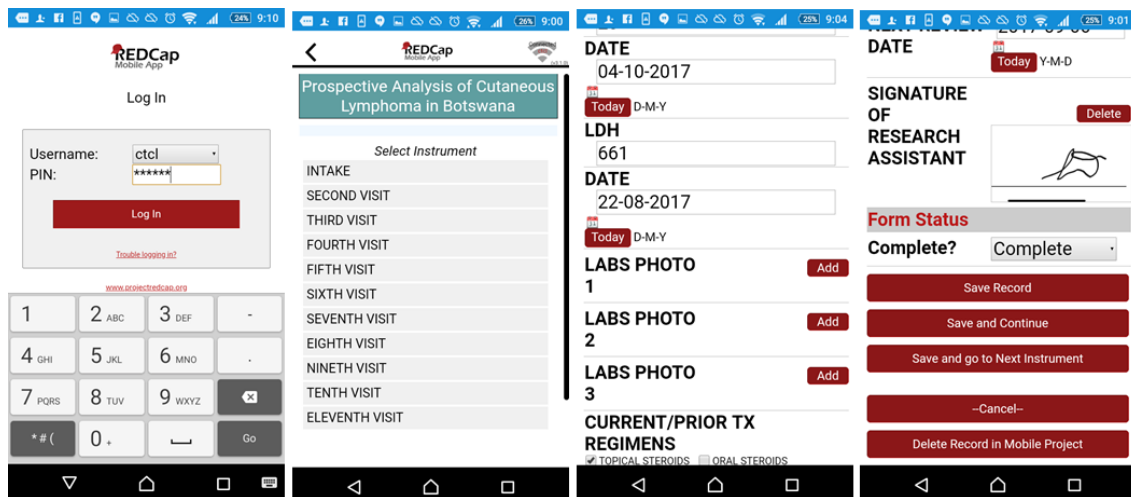 24% 9:10
REDCap
Mobile App
Log In
Username: ctcl
PIN: ******
Log In
Trouble logging in?
www.projectredcap.org
1
2 ABC
3 DEF
-
4 GHI
5 JKL
6 MNO
.
7 PQRS
8 TUV
9 WXYZ
* # (
0 +
Go
26% 9:00
REDCap
Mobile App
Prospective Analysis of Cutaneous
Lymphoma in Botswana
Select Instrument
INTAKE
SECOND VISIT
THIRD VISIT
FOURTH VISIT
FIFTH VISIT
SIXTH VISIT
SEVENTH VISIT
EIGHTH VISIT
NINETH VISIT
TENTH VISIT
ELEVENTH VISIT
25% 9:04
DATE
04-10-2017
Today D-M-Y
LDH
661
DATE
22-08-2017
Today D-M-Y
LABS PHOTO
1
Add
LABS PHOTO
2
Add
LABS PHOTO
3
Add
CURRENT/PRIOR TX
REGIMENS
TOPICAL STEROIDS ORAL STEROIDS
25% 9:01
NEXT REVIEW
DATE
Today Y-M-D
SIGNATURE
OF
RESEARCH
ASSISTANT
Delete
Form Status
Complete? Complete
Save Record
Save and Continue
Save and go to Next Instrument
--Cancel--
Delete Record in Mobile Project